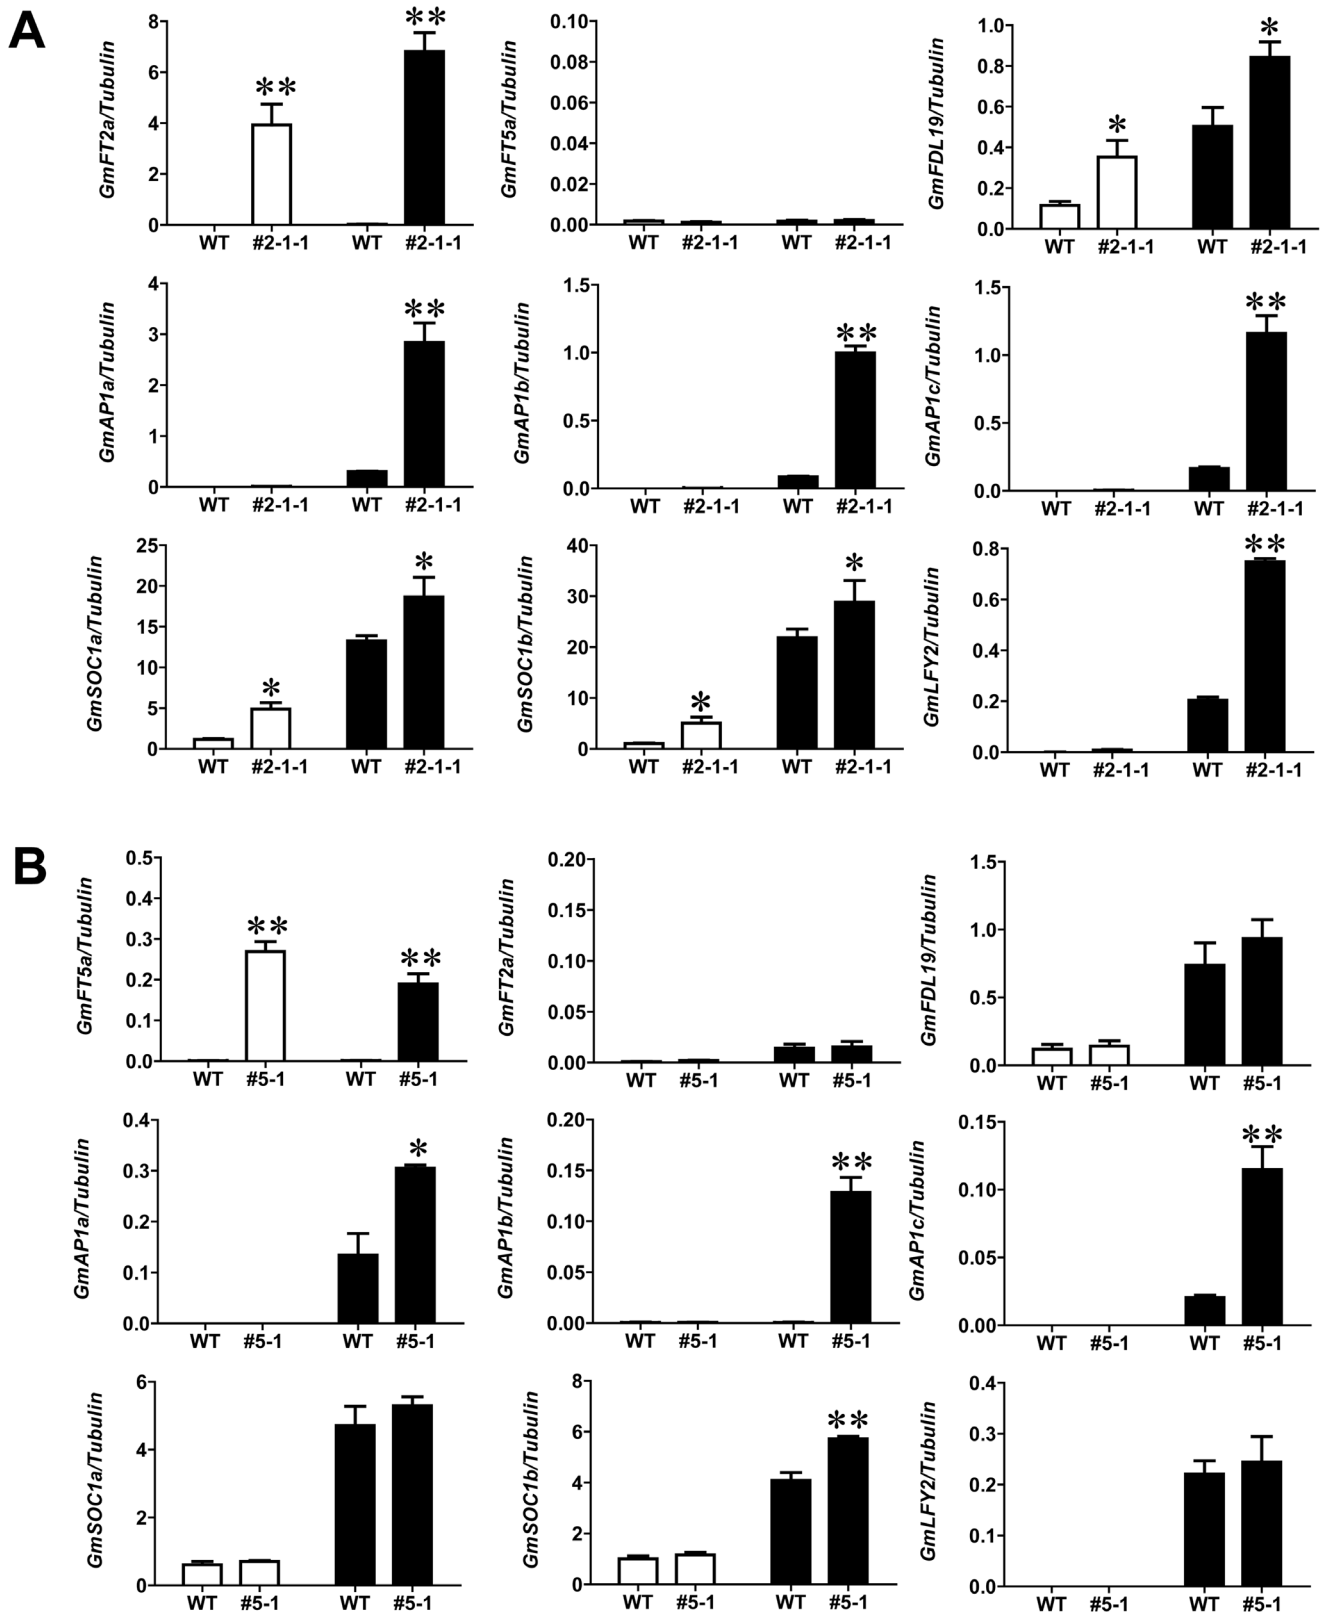 A
GmFT2a/Tubulin
8
6
4
2
0
**
**
WT #2-1-1 WT #2-1-1
GmFT5a/Tubulin
0.10
0.08
0.06
0.04
0.02
0.00
WT #2-1-1 WT #2-1-1
GmFDL19/Tubulin
1.0
0.8
0.6
0.4
0.2
0.0
*
*
WT #2-1-1 WT #2-1-1
GmAP1a/Tubulin
4
3
2
1
0
**
WT #2-1-1 WT #2-1-1
GmAP1b/Tubulin
1.5
1.0
0.5
0.0
**
WT #2-1-1 WT #2-1-1
GmAP1c/Tubulin
1.5
1.0
0.5
0.0
**
WT #2-1-1 WT #2-1-1
GmSOC1a/Tubulin
25
20
15
10
5
0
*
*
WT #2-1-1 WT #2-1-1
GmSOC1b/Tubulin
40
30
20
10
0
*
*
WT #2-1-1 WT #2-1-1
GmLFY2/Tubulin
0.8
0.6
0.4
0.2
0.0
**
WT #2-1-1 WT #2-1-1
B
GmFT5a/Tubulin
0.5
0.4
0.3
0.2
0.1
0.0
**
**
WT #5-1 WT #5-1
GmFT2a/Tubulin
0.20
0.15
0.10
0.05
0.00
WT #5-1 WT #5-1
GmFDL19/Tubulin
1.5
1.0
0.5
0.0
WT #5-1 WT #5-1
GmAP1a/Tubulin
0.4
0.3
0.2
0.1
0.0
*
WT #5-1 WT #5-1
GmAP1b/Tubulin
0.20
0.15
0.10
0.05
0.00
**
WT #5-1 WT #5-1
GmAP1c/Tubulin
0.15
0.10
0.05
0.00
**
WT #5-1 WT #5-1
GmSOC1a/Tubulin
6
4
2
0
WT #5-1 WT #5-1
GmSOC1b/Tubulin
8
6
4
2
0
**
WT #5-1 WT #5-1
GmLFY2/Tubulin
0.4
0.3
0.2
0.1
0.0
WT #5-1 WT #5-1